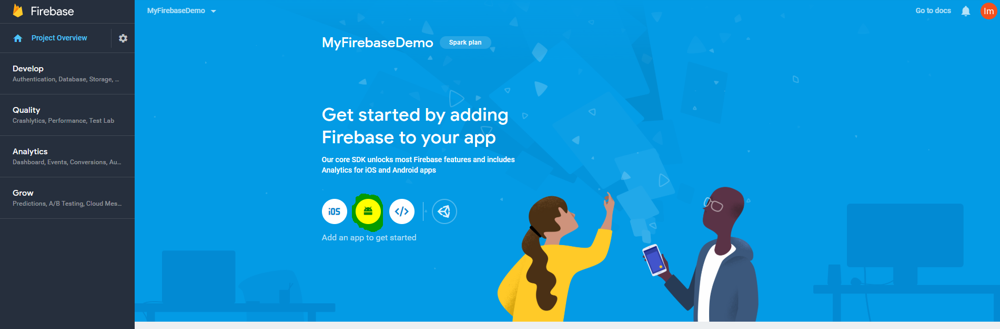 Firebase
MyFirebaseDemo
Go to docs
Im
Project Overview
MyFirebaseDemo
Spark plan
Develop
Authentication, Database, Storage, ...
Quality
Crashlytics, Performance, Test Lab
Analytics
Dashboard, Events, Conversions, Au...
Grow
Predictions, A/B Testing, Cloud Mes...
Get started by adding
Firebase to your app
Our core SDK unlocks most Firebase features and includes
Analytics for iOS and Android apps
iOS
</>
Add an app to get started